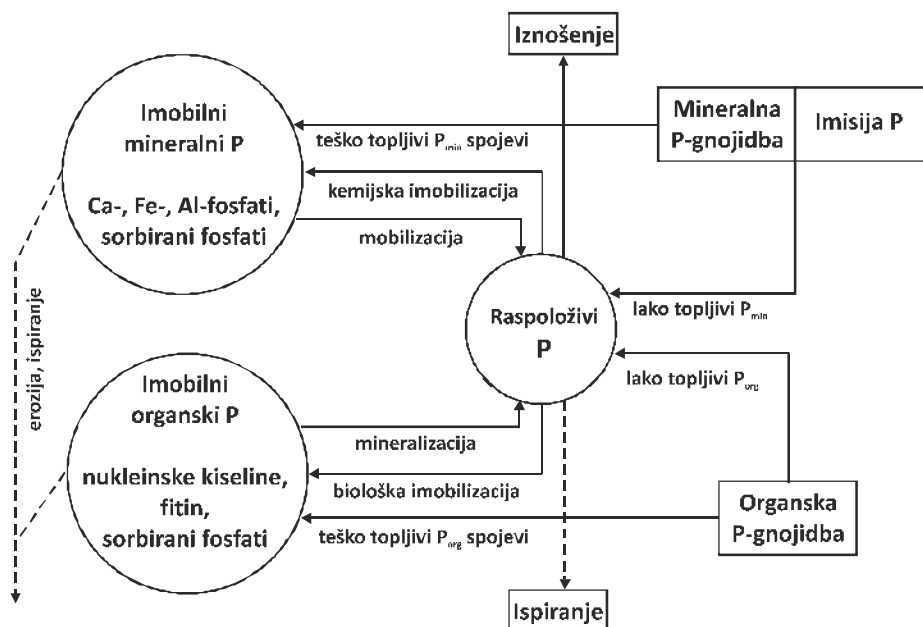 Iznošenje
Imobilni
mineralni P
Ca-, Fe-, Al-fosfati,
sorbirani fosfati
Mineralna
P-gnojidba
Imisija P
teško topljivi Pmin spojevi
kemijska imobilizacija
mobilizacija
Raspoloživi
P
lako topljivi Pmin
lako topljivi Porg
erozija, ispiranje
Imobilni
organski P
nukleinske kiseline,
fitin,
sorbirani fosfati
mineralizacija
biološka imobilizacija
teško topljivi Porg spojevi
Organska
P-gnojidba
Ispiranje